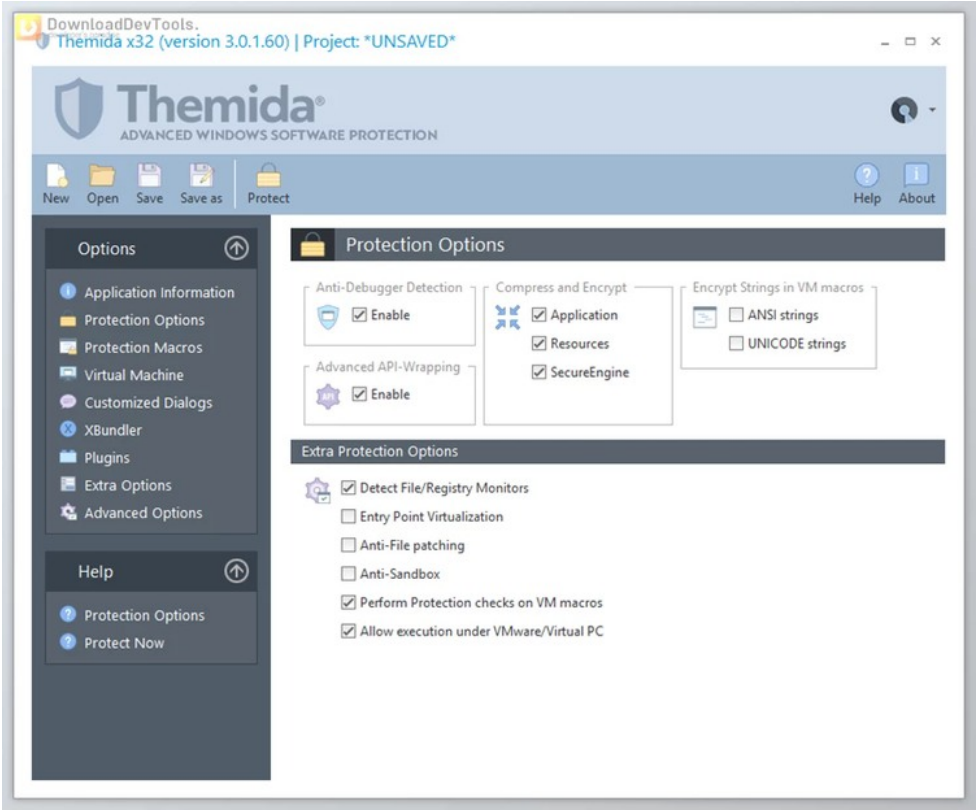 DownloadDevTools.
Themida x32 (version 3.0.1.60) | Project: *UNSAVED*
Themida®
ADVANCED WINDOWS SOFTWARE PROTECTION
New Open Save Save as Protect Help About
Options
Application Information
Protection Options
Protection Macros
Virtual Machine
Customized Dialogs
XBundler
Plugins
Extra Options
Advanced Options
Help
Protection Options
Protect Now
Protection Options
Anti-Debugger Detection
Enable
Advanced API-Wrapping
API
Enable
Compress and Encrypt
Application
Resources
SecureEngine
Encrypt Strings in VM macros
ANSI strings
UNICODE strings
Extra Protection Options
Detect File/Registry Monitors
Entry Point Virtualization
Anti-File patching
Anti-Sandbox
Perform Protection checks on VM macros
Allow execution under VMware/Virtual PC